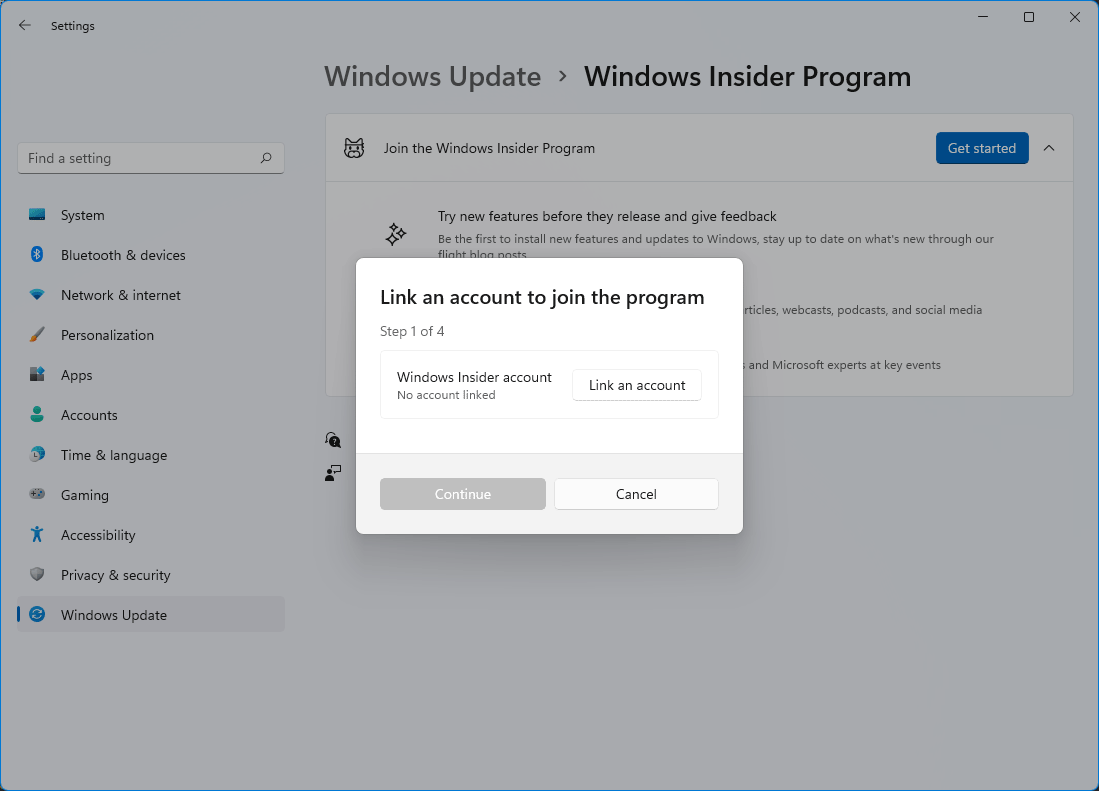 Settings
Windows Update > Windows Insider Program
Find a setting
System
Bluetooth & devices
Network & internet
Personalization
Apps
Accounts
Time & language
Gaming
Accessibility
Privacy & security
Windows Update
Join the Windows Insider Program
Get started
Try new features before they release and give feedback
Be the first to install new features and updates to Windows, stay up to date on what's new through our
flight blog posts
Link an account to join the program
Step 1 of 4
Windows Insider account
No account linked
Link an account
Continue
Cancel
articles, webcasts, podcasts, and social media
and Microsoft experts at key events